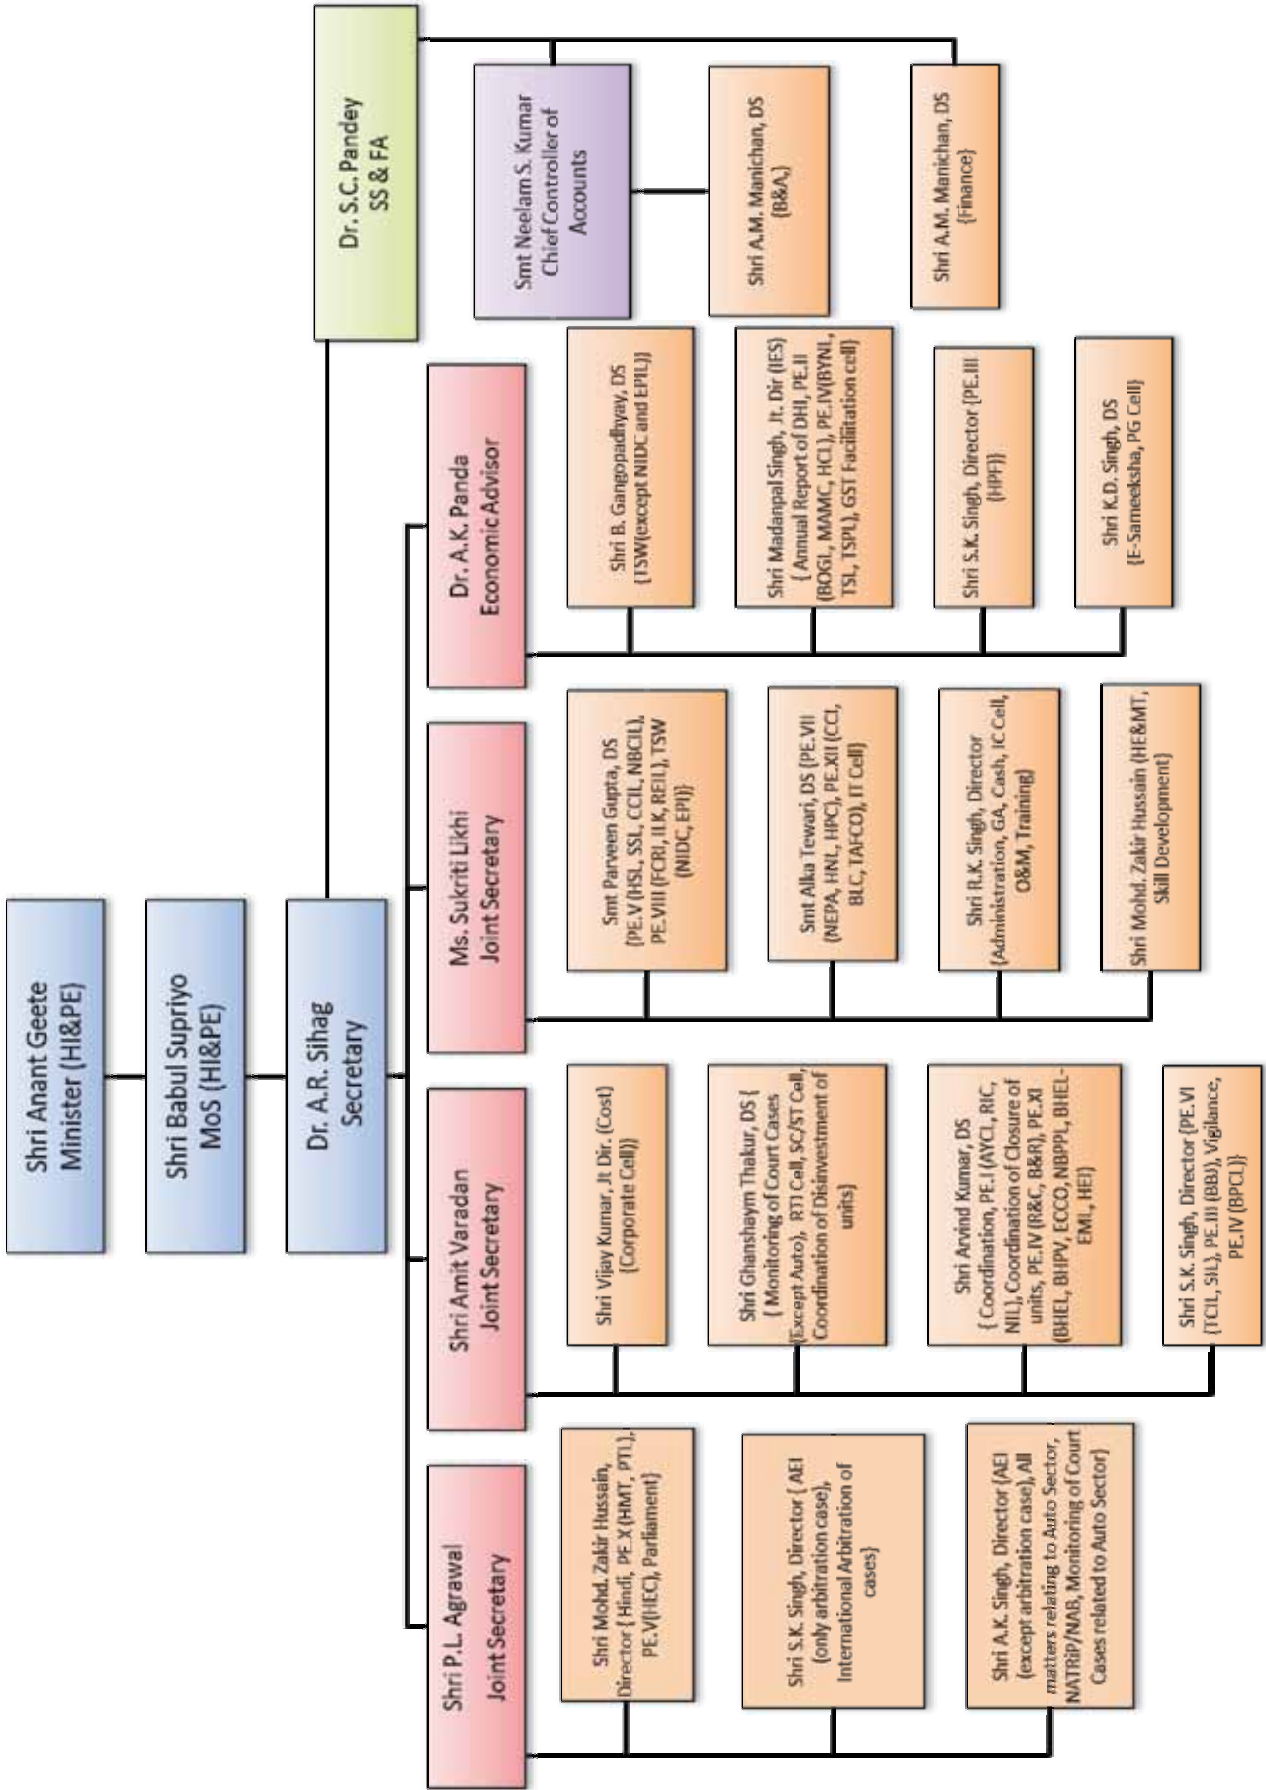 Shri Anant Geete
Minister (HI&PE)
Shri Babul Supriyo
MoS (HI&PE)
Dr. A.R. Sihag
Secretary
Dr. S.C. Pandey
SS & FA
Shri P.L. Agrawal
Joint Secretary
Shri Amit Varadan
Joint Secretary
Ms. Sukriti Likhi
Joint Secretary
Dr. A.K. Panda
Economic Advisor
Shri Mohd. Zakir Hussain,
Director { Hindi, PE.X (HMT, PTL),
PE.V(HEC), Parliament}
Shri S.K. Singh, Director { AEI
(only arbitration case),
International Arbitration of
cases}
Shri A.K. Singh, Director {AEI
(except arbitration case), All
matters relating to Auto Sector,
NATRiP/NAB, Monitoring of Court
Cases related to Auto Sector}
Shri Vijay Kumar, Jt Dir. (Cost)
{Corporate Cell)}
Shri Ghanshaym Thakur, DS {
{ Monitoring of Court Cases
(Except Auto), RTI Cell, SC/ST Cell,
Coordination of Disinvestment of
units}
Shri Arvind Kumar, DS
{ Coordination, PE.I (AYCL, RIC,
NIL), Coordination of Closure of
units, PE.IV (R&C, B&R), PE.XI
(BHEL, BHPV, ECCO, NBPPL, BHEL-
EMI, HEI)
Shri S.K. Singh, Director {PE.VI
(TCIL, SIL), PE.III (BBJ), Vigilance,
PE.IV (BPCL)}
Smt Parveen Gupta, DS
{PE.V (HSL, SSL, CCIL, NBCIL),
PE.VIII (FCRI, ILK, REIL), TSW
(NIDC, EPI)}
Smt Alka Tewari, DS {PE.VII
(NEPA, HNL, HPC), PE.XII (CCI,
BLC, TAFCO), IT Cell}
Shri R.K. Singh, Director
{Administration, GA, Cash, IC Cell,
O&M, Training}
Shri Mohd. Zakir Hussain (HE&MT,
Skill Development}
Shri B. Gangopadhyay, DS
{TSW(except NIDC and EPIL)}
Shri Madanpal Singh, Jt. Dir (IES)
{ Annual Report of DHI, PE.II
(BOGL, MAMC, HCL), PE.IV(BYNL,
TSL, TSPL), GST Facilitation cell}
Shri S.K. Singh, Director {PE.III
(HPF)}
Shri K.D. Singh, DS
{E-Sameeksha, PG Cell}
Smt Neelam S. Kumar
Chief Controller of
Accounts
Shri A.M. Manichan, DS
{B&A,}
Shri A.M. Manichan, DS
{Finance}